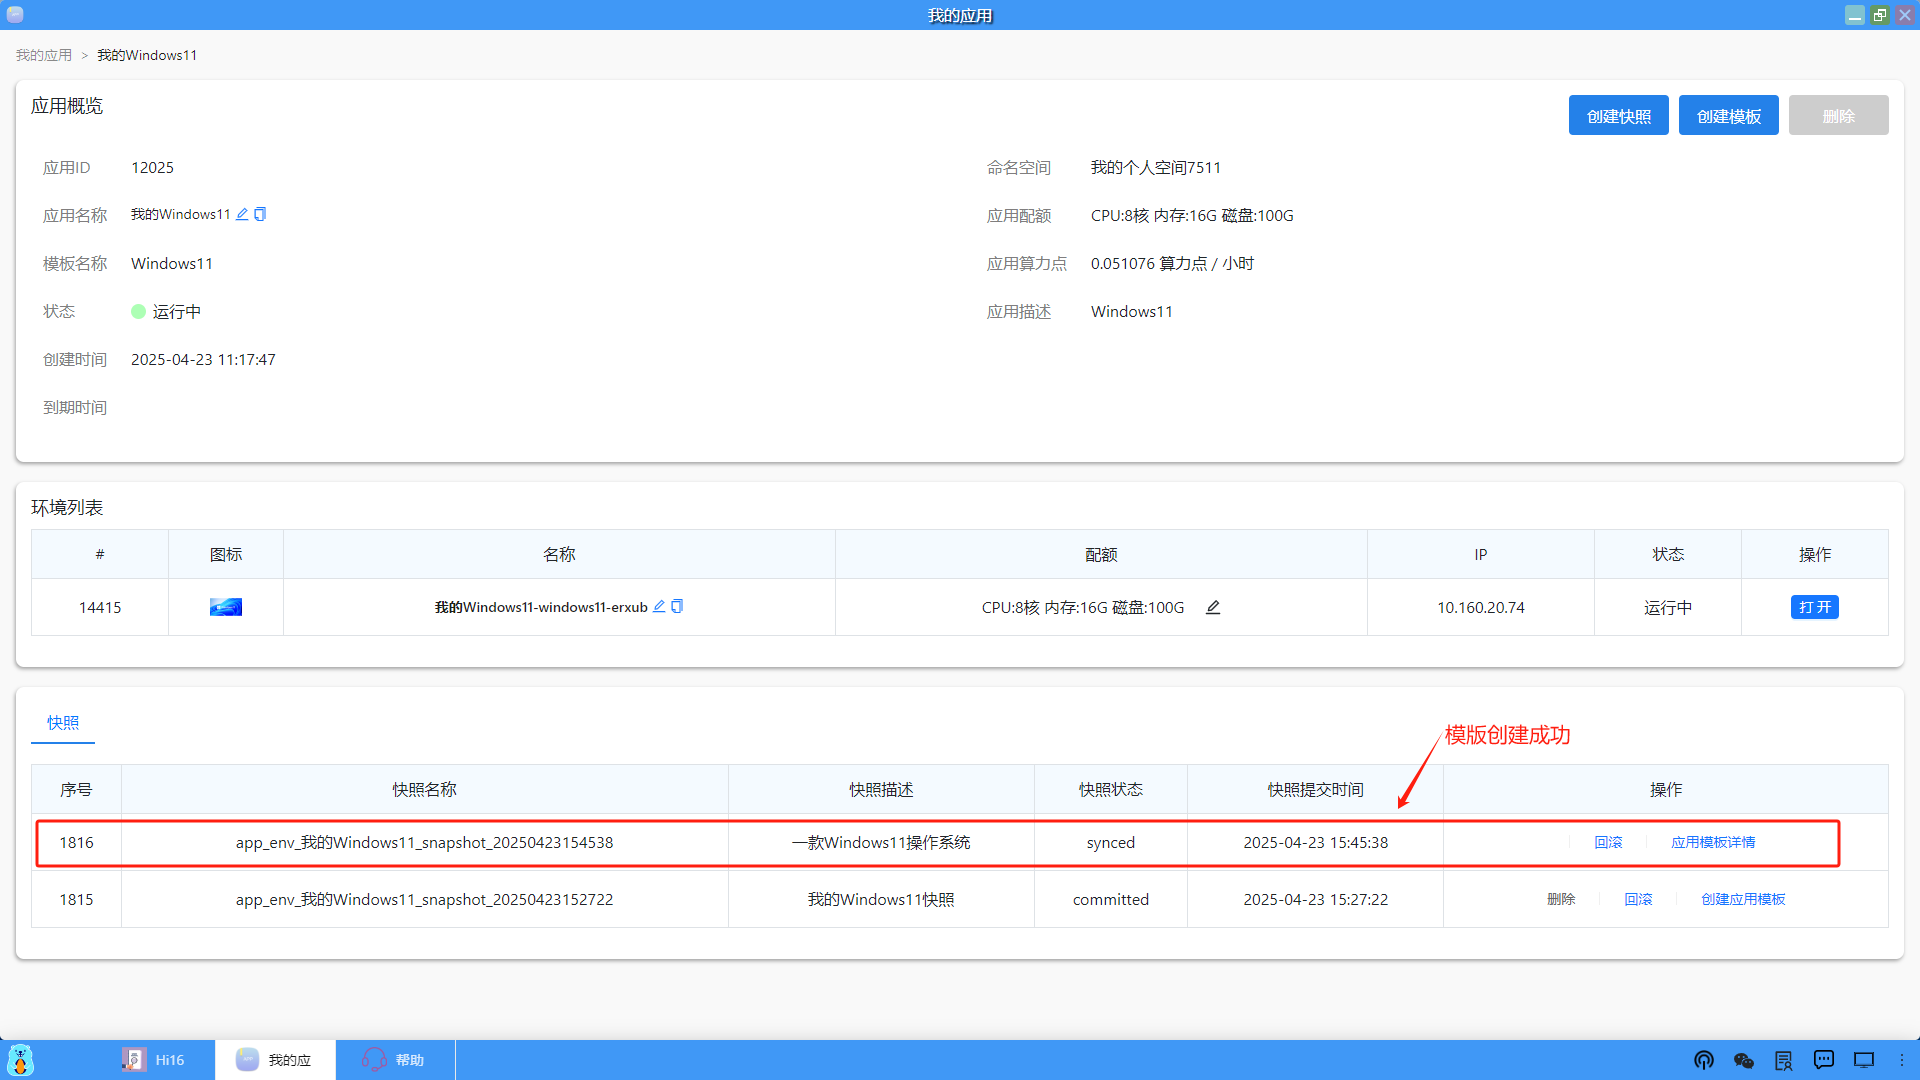 我的应用
我的应用 > 我的Windows11
应用概览
创建快照 创建模板 删除
应用ID 12025 命名空间 我的个人空间7511
应用名称 我的Windows11 应用配额 CPU:8核 内存:16G 磁盘:100G
模板名称 Windows11 应用算力点 0.051076 算力点 / 小时
状态 运行中 应用描述 Windows11
创建时间 2025-04-23 11:17:47
到期时间
环境列表
# 图标 名称 配额 IP 状态 操作
14415 我的Windows11-windows11-erxub CPU:8核 内存:16G 磁盘:100G 10.160.20.74 运行中 打开
快照
模版创建成功
序号 快照名称 快照描述 快照状态 快照提交时间 操作
1816 app_env_我的Windows11_snapshot_20250423154538 一款Windows11操作系统 synced 2025-04-23 15:45:38 回滚 应用模板详情
1815 app_env_我的Windows11_snapshot_20250423152722 我的Windows11快照 committed 2025-04-23 15:27:22 删除 回滚 创建应用模板
Hi16 我的应 帮助